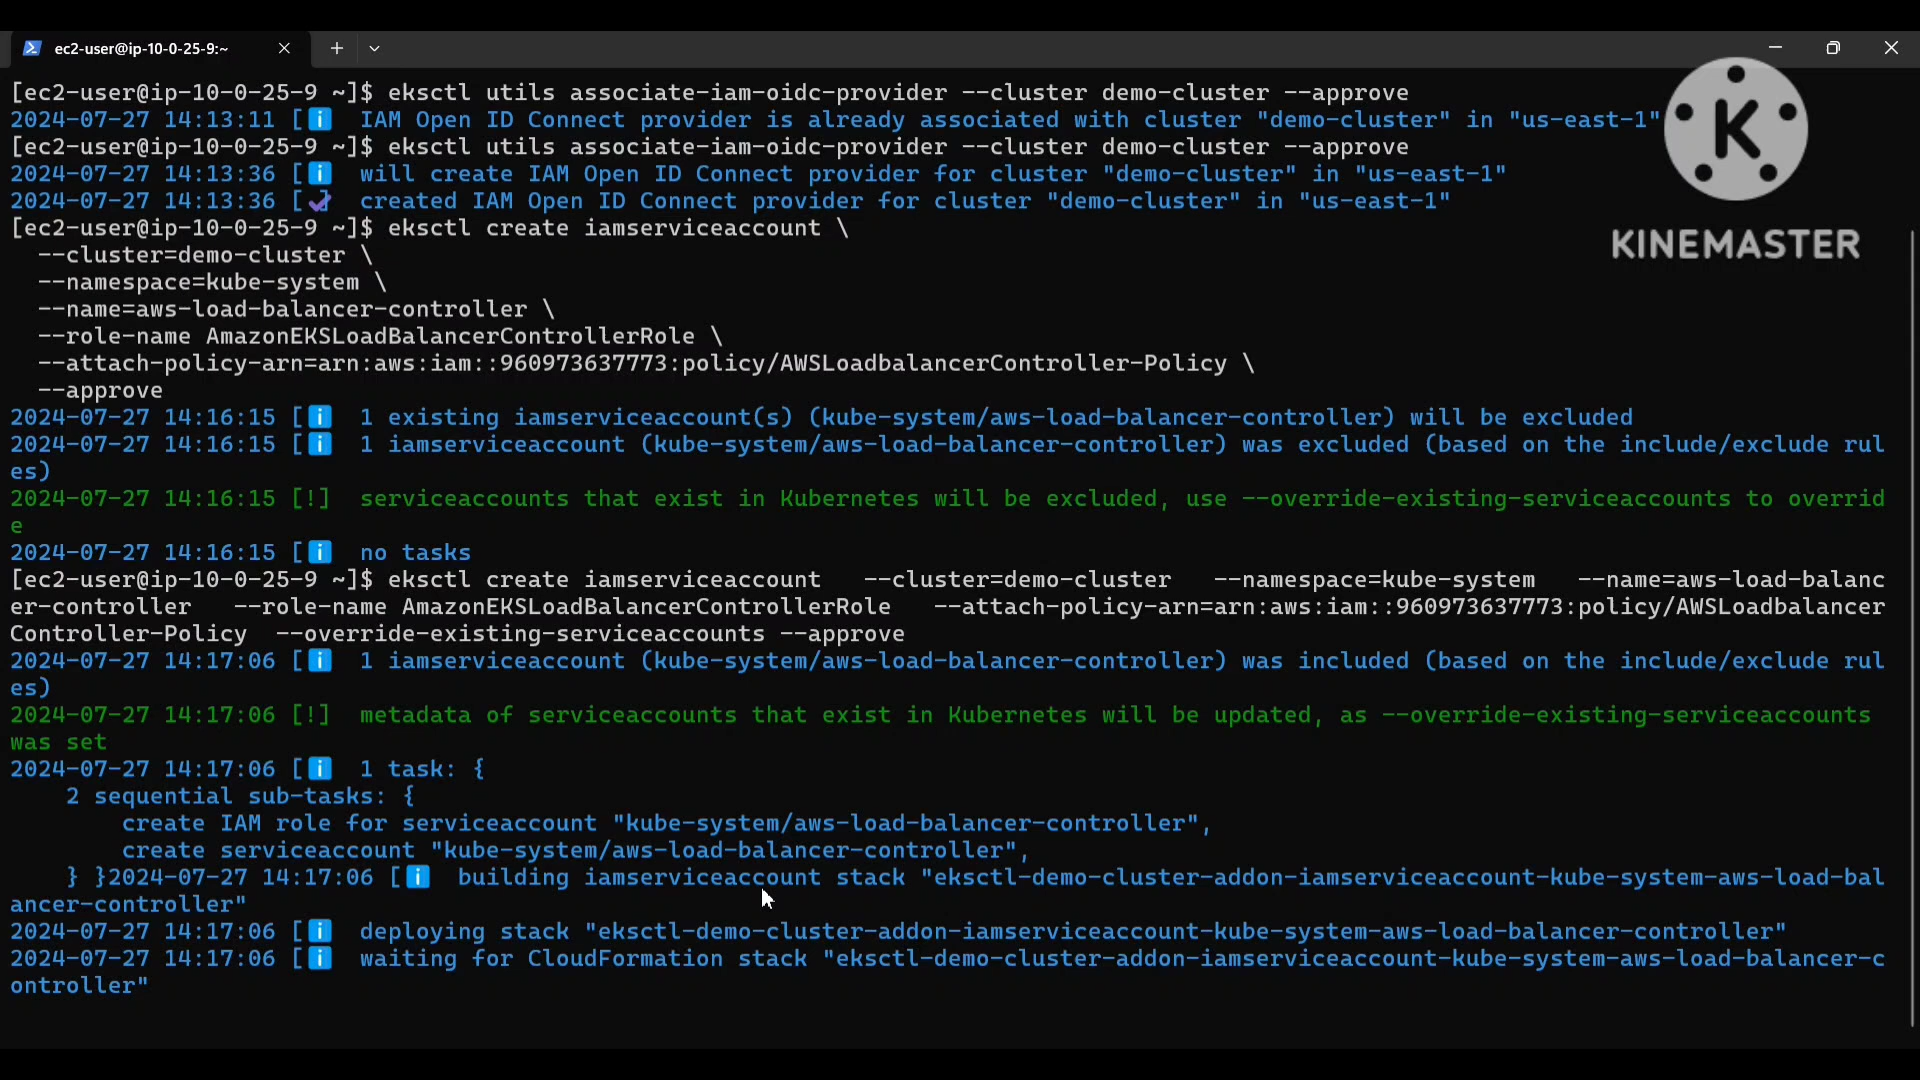 ec2-user@ip-10-0-25-9:~
[ec2-user@ip-10-0-25-9 ~]$ eksctl utils associate-iam-oidc-provider --cluster demo-cluster --approve
2024-07-27 14:13:11 [ℹ]  IAM Open ID Connect provider is already associated with cluster "demo-cluster" in "us-east-1"
[ec2-user@ip-10-0-25-9 ~]$ eksctl utils associate-iam-oidc-provider --cluster demo-cluster --approve
2024-07-27 14:13:36 [ℹ]  will create IAM Open ID Connect provider for cluster "demo-cluster" in "us-east-1"
2024-07-27 14:13:36 [✔]  created IAM Open ID Connect provider for cluster "demo-cluster" in "us-east-1"
[ec2-user@ip-10-0-25-9 ~]$ eksctl create iamserviceaccount \
  --cluster=demo-cluster \
  --namespace=kube-system \
  --name=aws-load-balancer-controller \
  --role-name AmazonEKSLoadBalancerControllerRole \
  --attach-policy-arn=arn:aws:iam::960973637773:policy/AWSLoadbalancerController-Policy \
  --approve
2024-07-27 14:16:15 [ℹ]  1 existing iamserviceaccount(s) (kube-system/aws-load-balancer-controller) will be excluded
2024-07-27 14:16:15 [ℹ]  1 iamserviceaccount (kube-system/aws-load-balancer-controller) was excluded (based on the include/exclude rul
es)
2024-07-27 14:16:15 [!]  serviceaccounts that exist in Kubernetes will be excluded, use --override-existing-serviceaccounts to overrid
e
2024-07-27 14:16:15 [ℹ]  no tasks
[ec2-user@ip-10-0-25-9 ~]$ eksctl create iamserviceaccount   --cluster=demo-cluster   --namespace=kube-system   --name=aws-load-balanc
er-controller   --role-name AmazonEKSLoadBalancerControllerRole   --attach-policy-arn=arn:aws:iam::960973637773:policy/AWSLoadbalancer
Controller-Policy  --override-existing-serviceaccounts --approve
2024-07-27 14:17:06 [ℹ]  1 iamserviceaccount (kube-system/aws-load-balancer-controller) was included (based on the include/exclude rul
es)
2024-07-27 14:17:06 [!]  metadata of serviceaccounts that exist in Kubernetes will be updated, as --override-existing-serviceaccounts
was set
2024-07-27 14:17:06 [ℹ]  1 task: {
    2 sequential sub-tasks: {
        create IAM role for serviceaccount "kube-system/aws-load-balancer-controller",
        create serviceaccount "kube-system/aws-load-balancer-controller",
    } }2024-07-27 14:17:06 [ℹ]  building iamserviceaccount stack "eksctl-demo-cluster-addon-iamserviceaccount-kube-system-aws-load-bal
ancer-controller"
2024-07-27 14:17:06 [ℹ]  deploying stack "eksctl-demo-cluster-addon-iamserviceaccount-kube-system-aws-load-balancer-controller"
2024-07-27 14:17:06 [ℹ]  waiting for CloudFormation stack "eksctl-demo-cluster-addon-iamserviceaccount-kube-system-aws-load-balancer-c
ontroller"
K
KINEMASTER